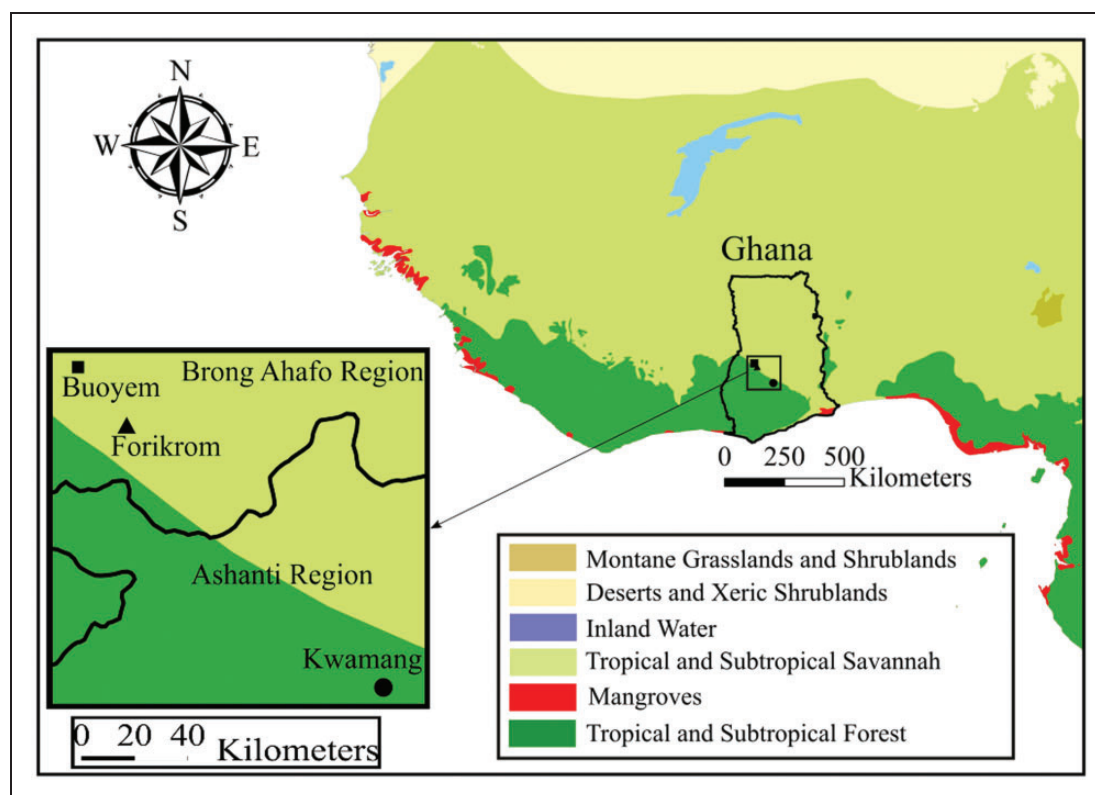 N
W E
S
Ghana
Buoyem
Brong Ahafo Region
Forikrom
Ashanti Region
Kwamang
0 20 40 Kilometers
0 250 500
Kilometers
Montane Grasslands and Shrublands
Deserts and Xeric Shrublands
Inland Water
Tropical and Subtropical Savannah
Mangroves
Tropical and Subtropical Forest